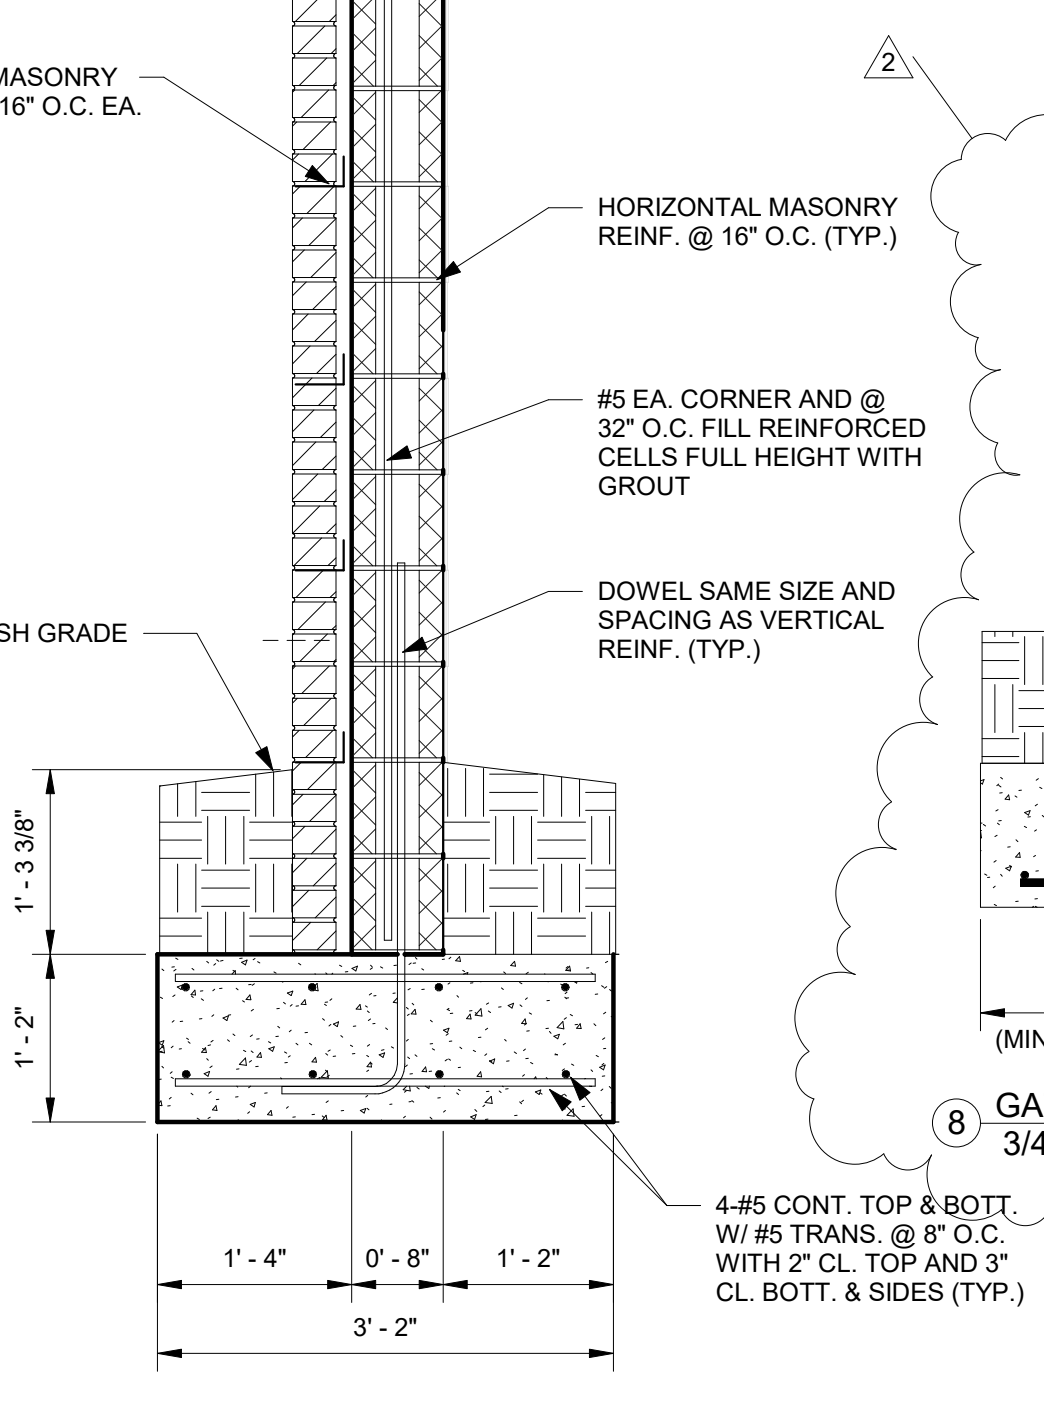 MASONRY
16" O.C. EA.
2
HORIZONTAL MASONRY
REINF. @ 16" O.C. (TYP.)
#5 EA. CORNER AND @
32" O.C. FILL REINFORCED
CELLS FULL HEIGHT WITH
GROUT
DOWEL SAME SIZE AND
SPACING AS VERTICAL
REINF. (TYP.)
SH GRADE
1' - 3 3/8"
1' - 2"
(MIN
8
GA
3/4
4-#5 CONT. TOP & BOTT.
W/ #5 TRANS. @ 8" O.C.
WITH 2" CL. TOP AND 3"
CL. BOTT. & SIDES (TYP.)
1' - 4"
0' - 8"
1' - 2"
3' - 2"